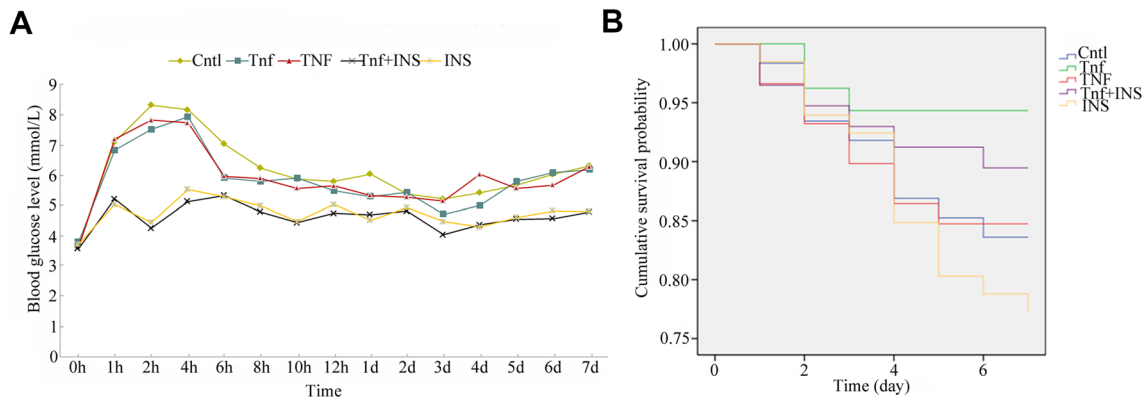 A
Cntl Tnf TNF Tnf+INS INS
Blood glucose level (mmol/L)
9
8
7
6
5
4
3
2
1
0
0h 1h 2h 4h 6h 8h 10h 12h 1d 2d 3d 4d 5d 6d 7d
Time
B
Cumulative survival probability
1.00
0.95
0.90
0.85
0.80
0.75
0 2 4 6
Time (day)
Cntl
Tnf
TNF
Tnf+INS
INS